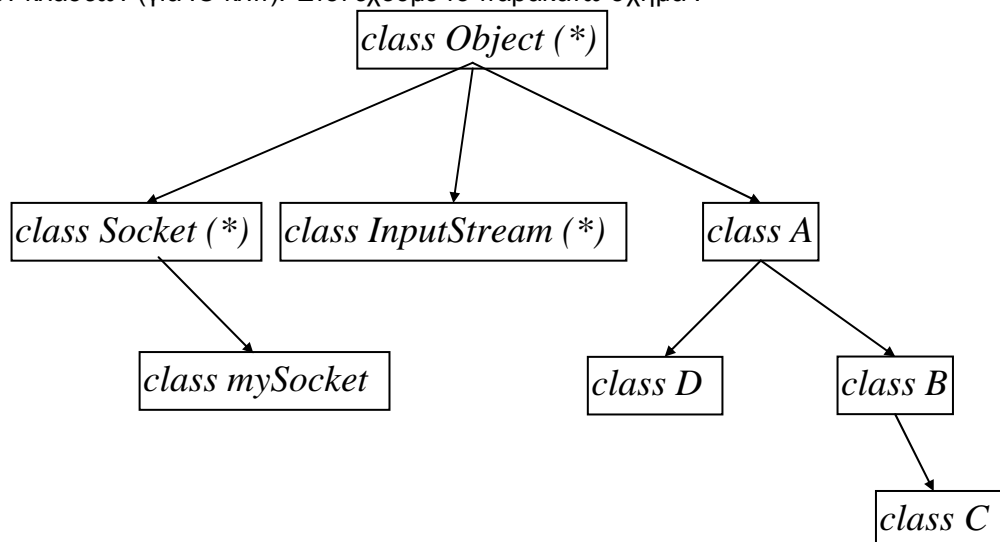 class Object (*)
class Socket (*) class InputStream (*) class A
class mySocket class D class B
class C